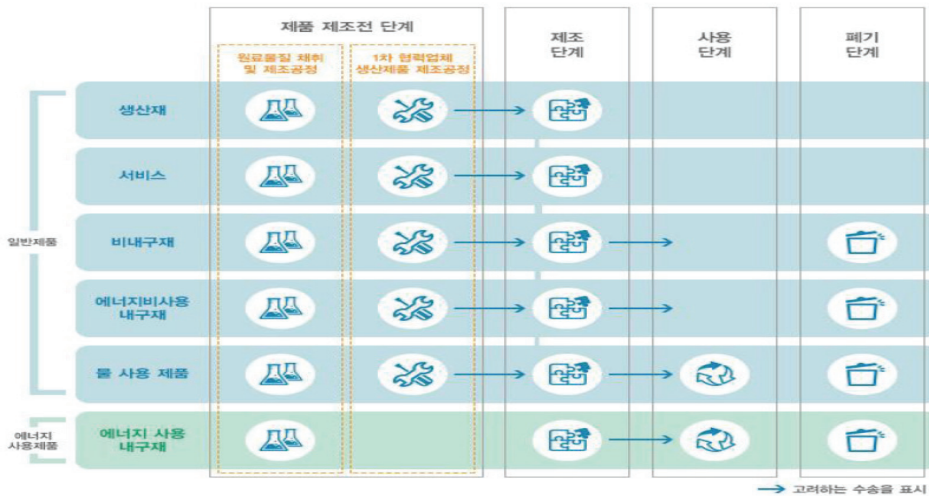 제품 제조전 단계
제조
단계
사용
단계
폐기
단계
원료물질 채취
및 제조공정
1차 협력업체
생산제품 제조공정
일반제품
생산재
서비스
비내구재
에너지비사용
내구재
물 사용 제품
에너지
사용제품
에너지 사용
내구재
고려하는 수송을 표시